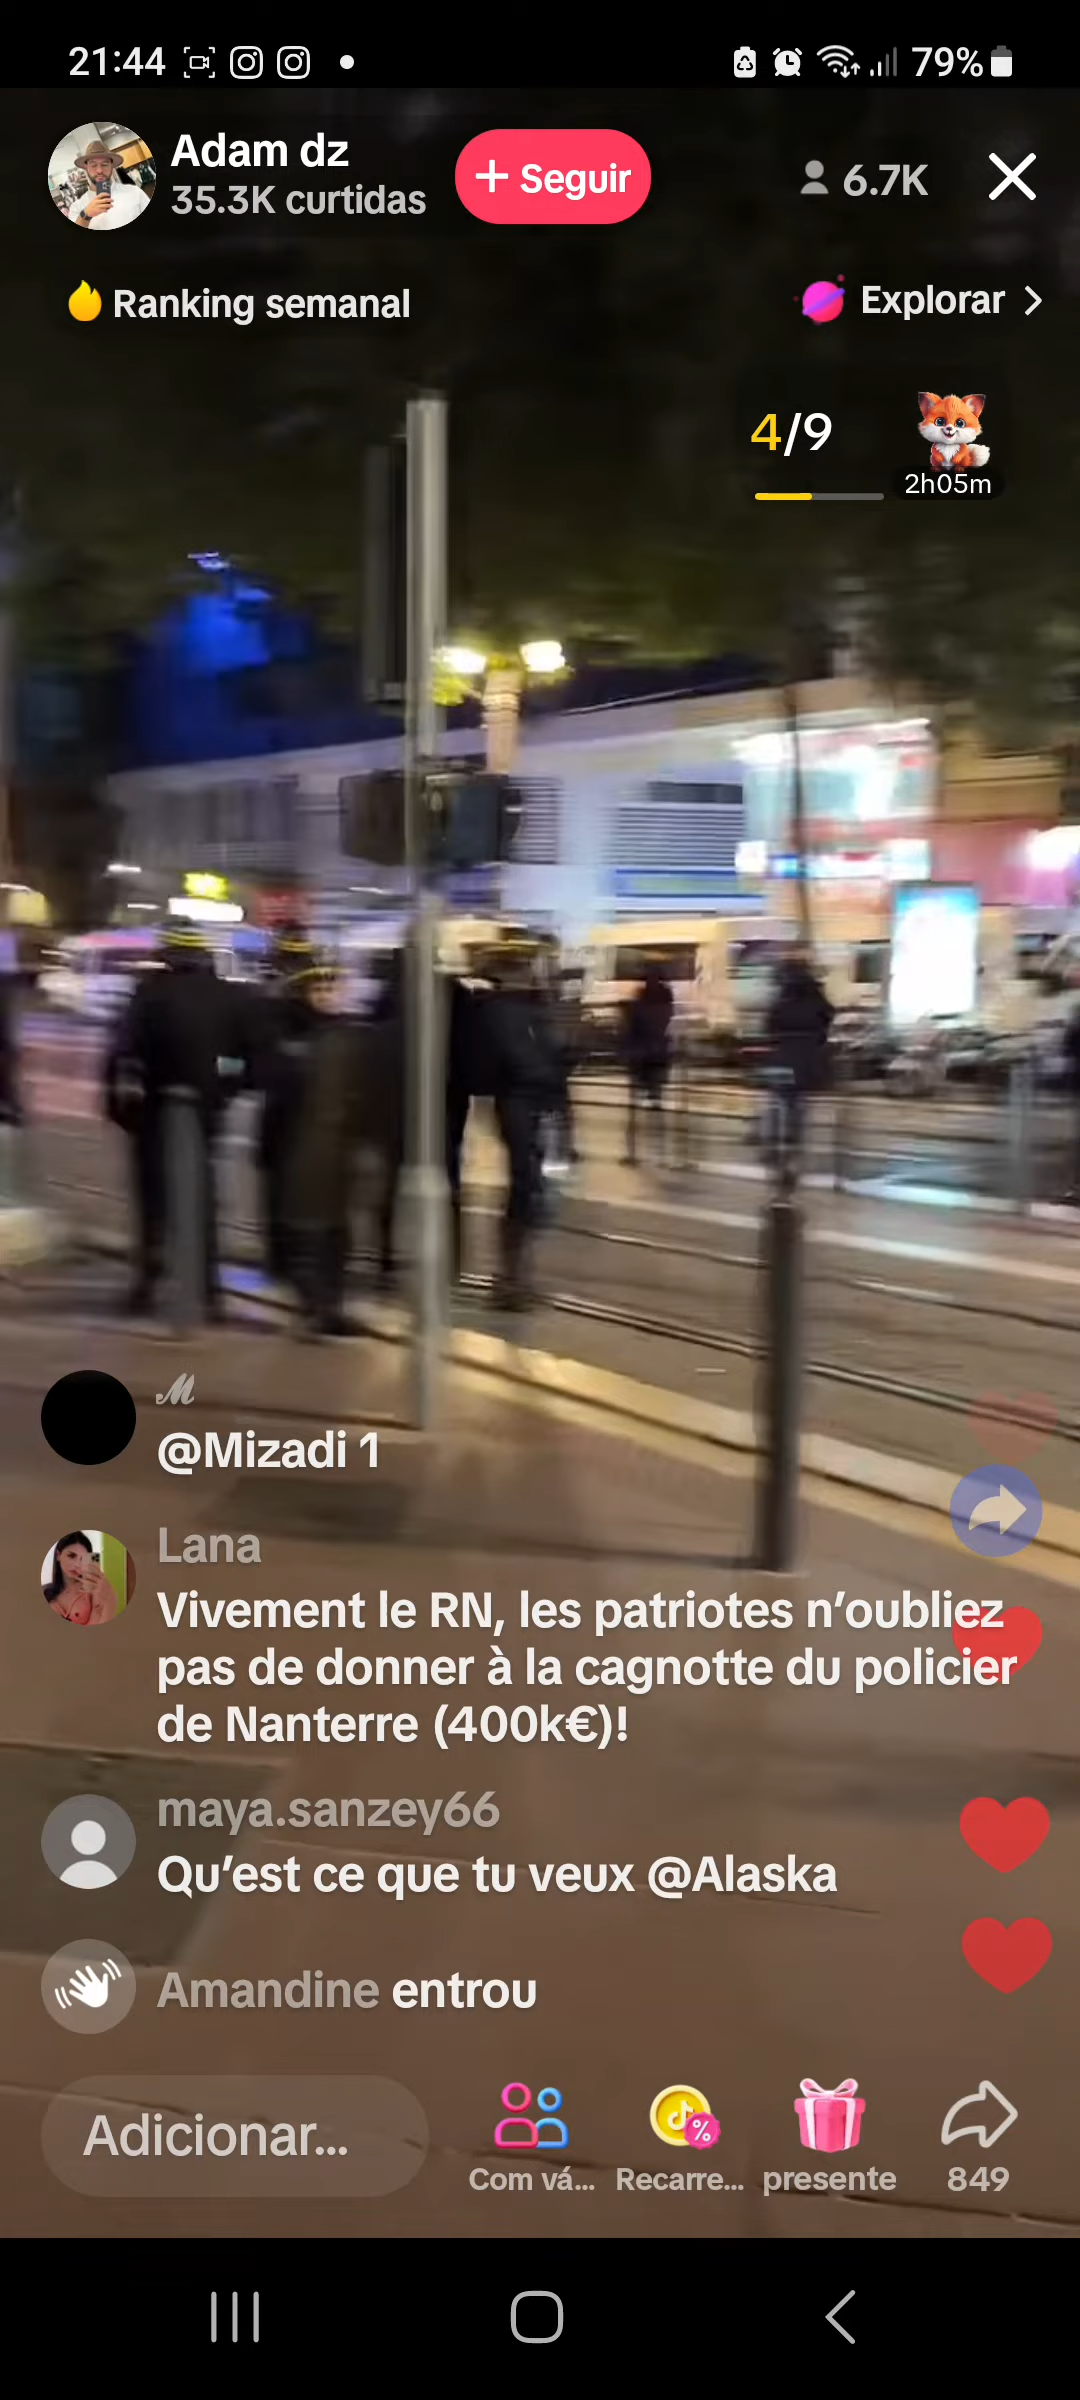 21:44
79%
Adam dz
35.3K curtidas
+ Seguir
6.7K
Ranking semanal
Explorar
4/9
2h05m
ℳ
@Mizadi 1
Lana
Vivement le RN, les patriotes n’oubliez
pas de donner à la cagnotte du policier
de Nanterre (400k€)!
maya.sanzey66
Qu’est ce que tu veux @Alaska
Amandine entrou
Adicionar...
Com vá...
Recarre...
presente
849